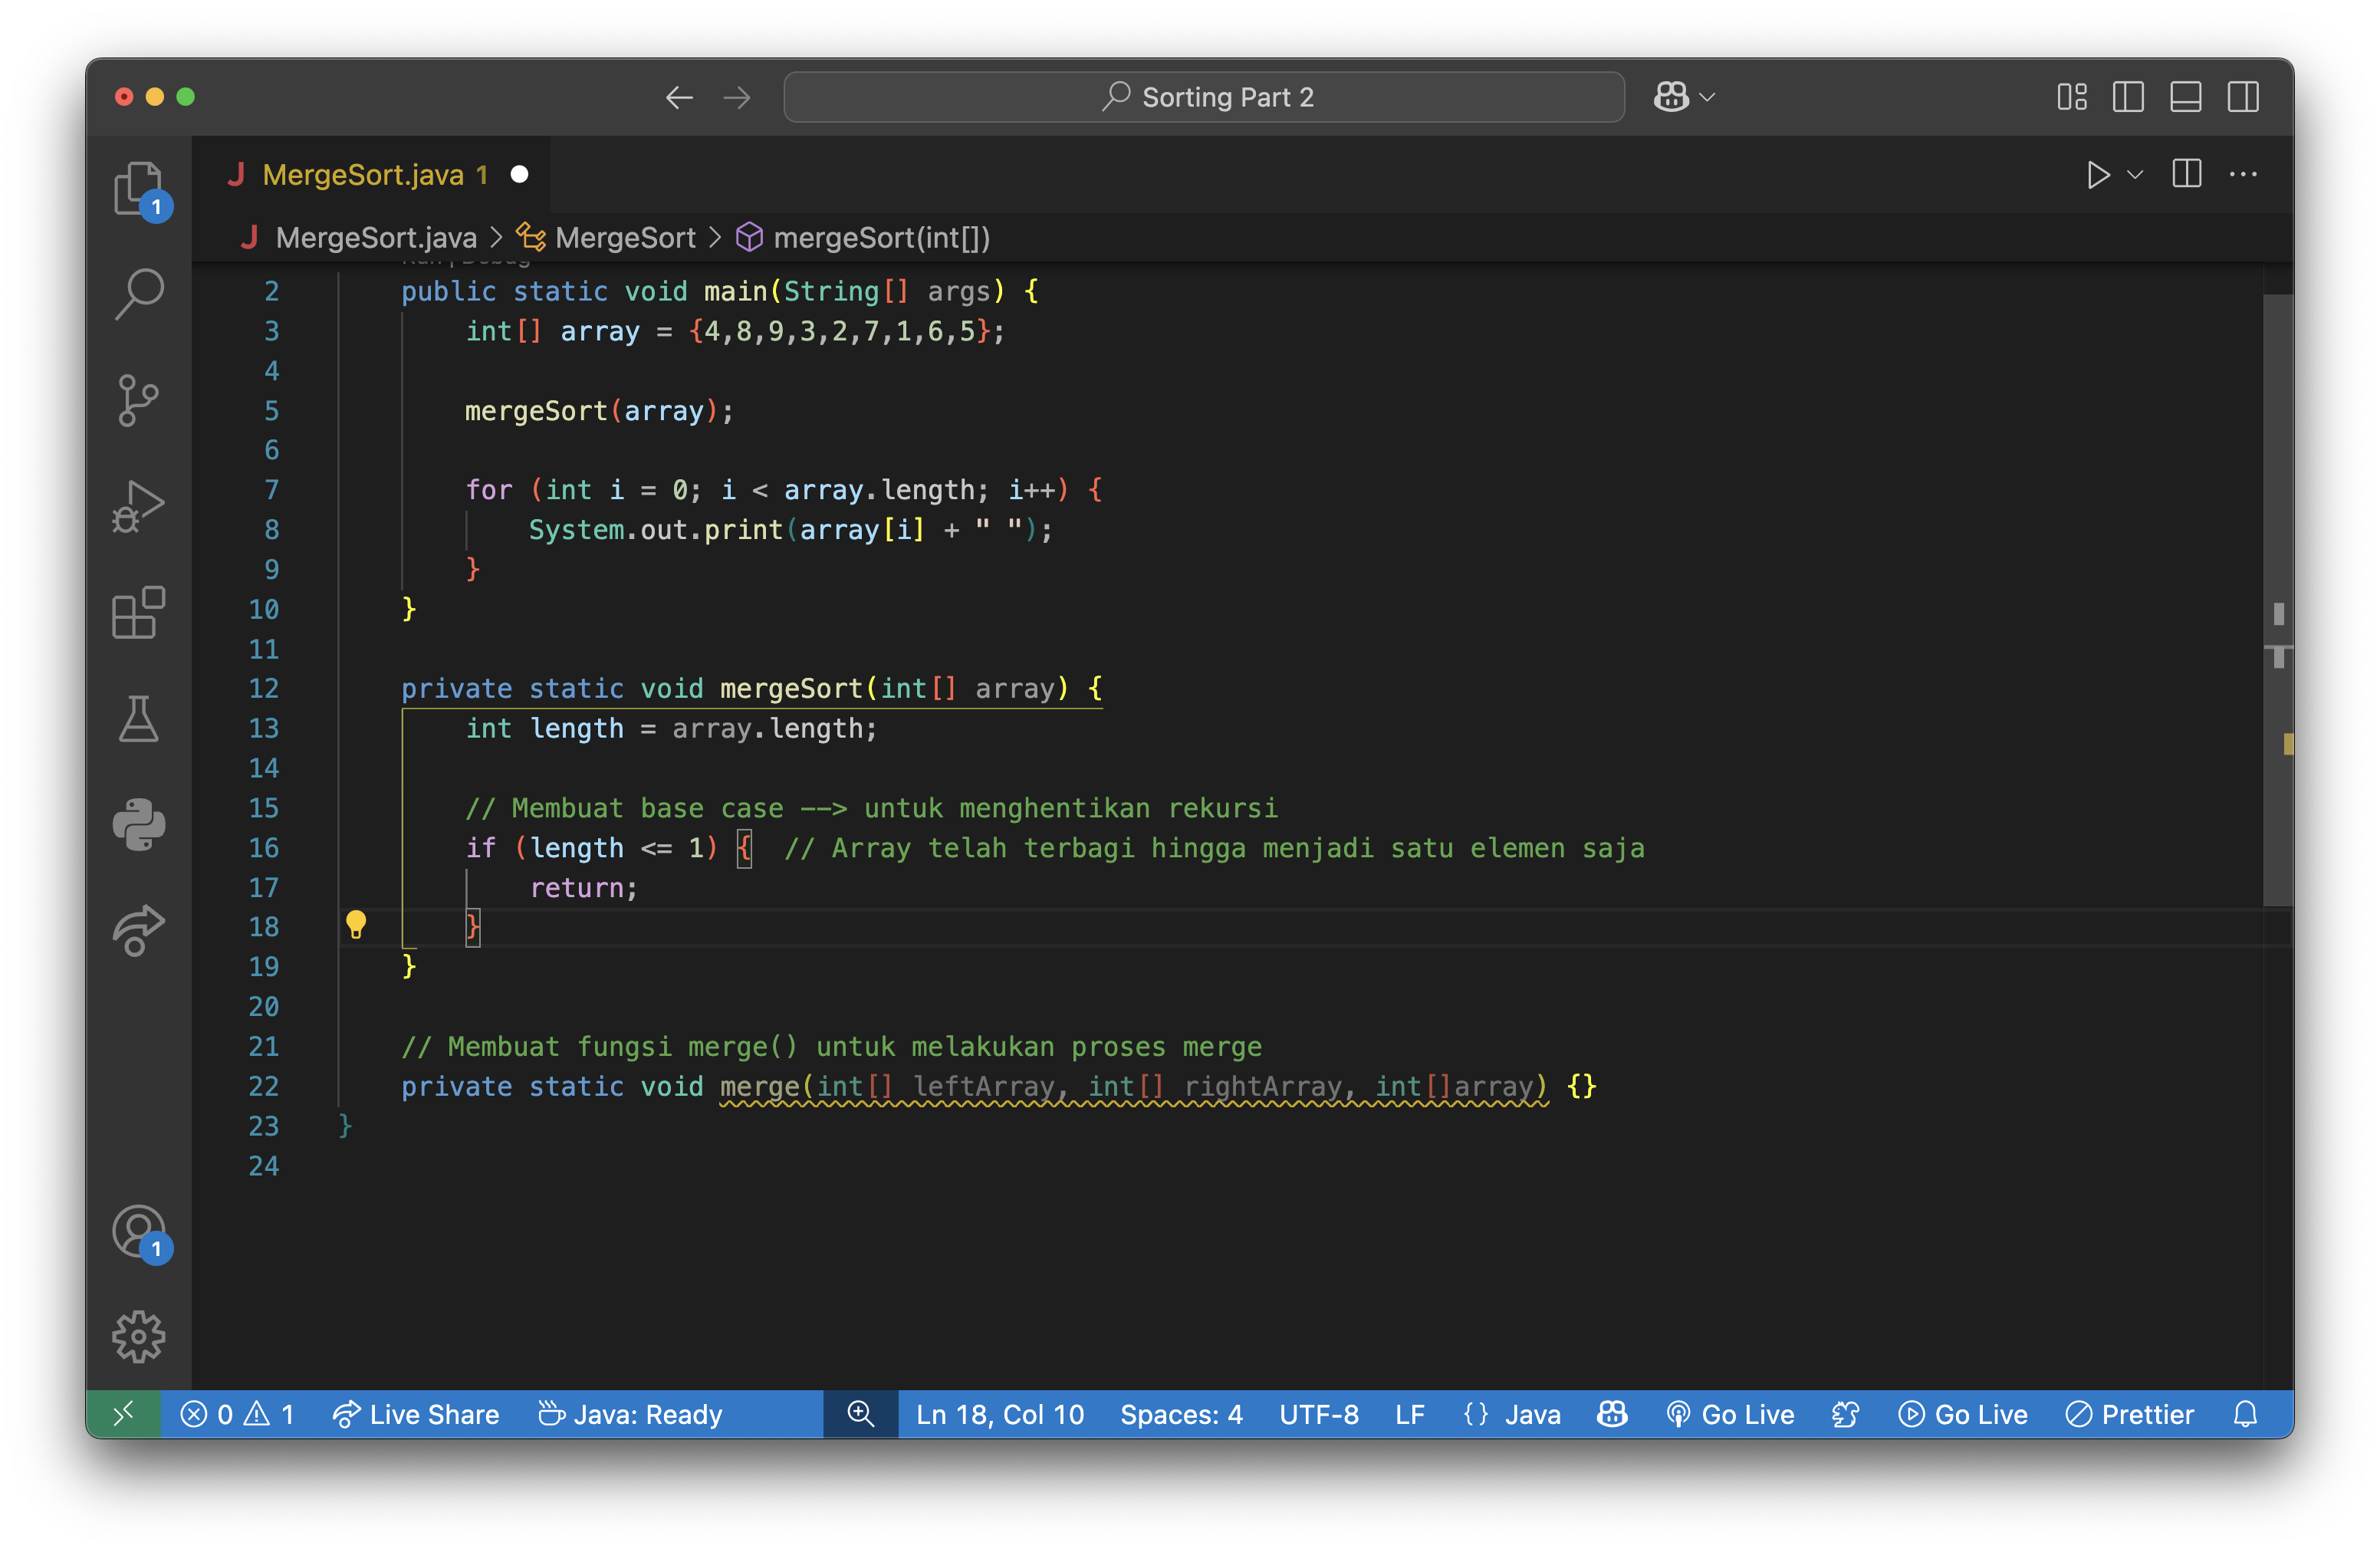 Sorting Part 2
MergeSort.java 1
1
MergeSort.java > MergeSort > mergeSort(int[])
2 public static void main(String[] args) {
3 int[] array = {4,8,9,3,2,7,1,6,5};
4
5 mergeSort(array);
6
7 for (int i = 0; i < array.length; i++) {
8 System.out.print(array[i] + " ");
9 }
10 }
11
12 private static void mergeSort(int[] array) {
13 int length = array.length;
14
15 // Membuat base case --> untuk menghentikan rekursi
16 if (length <= 1) { // Array telah terbagi hingga menjadi satu elemen saja
17 return;
18 }
19 }
20
21 // Membuat fungsi merge() untuk melakukan proses merge
22 private static void merge(int[] leftArray, int[] rightArray, int[]array) {}
23 }
24
1
0 1 Live Share Java: Ready Ln 18, Col 10 Spaces: 4 UTF-8 LF {} Java Go Live Go Live Prettier